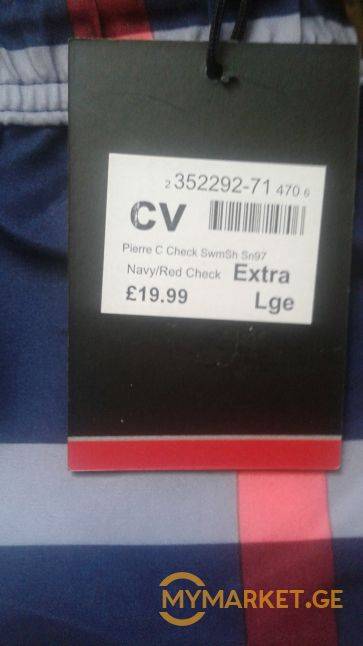 2 352292-71 470 6
CV
Pierre C Check SwmSh Sn97
Navy/Red Check Extra
£19.99 Lge
MYMARKET.GE